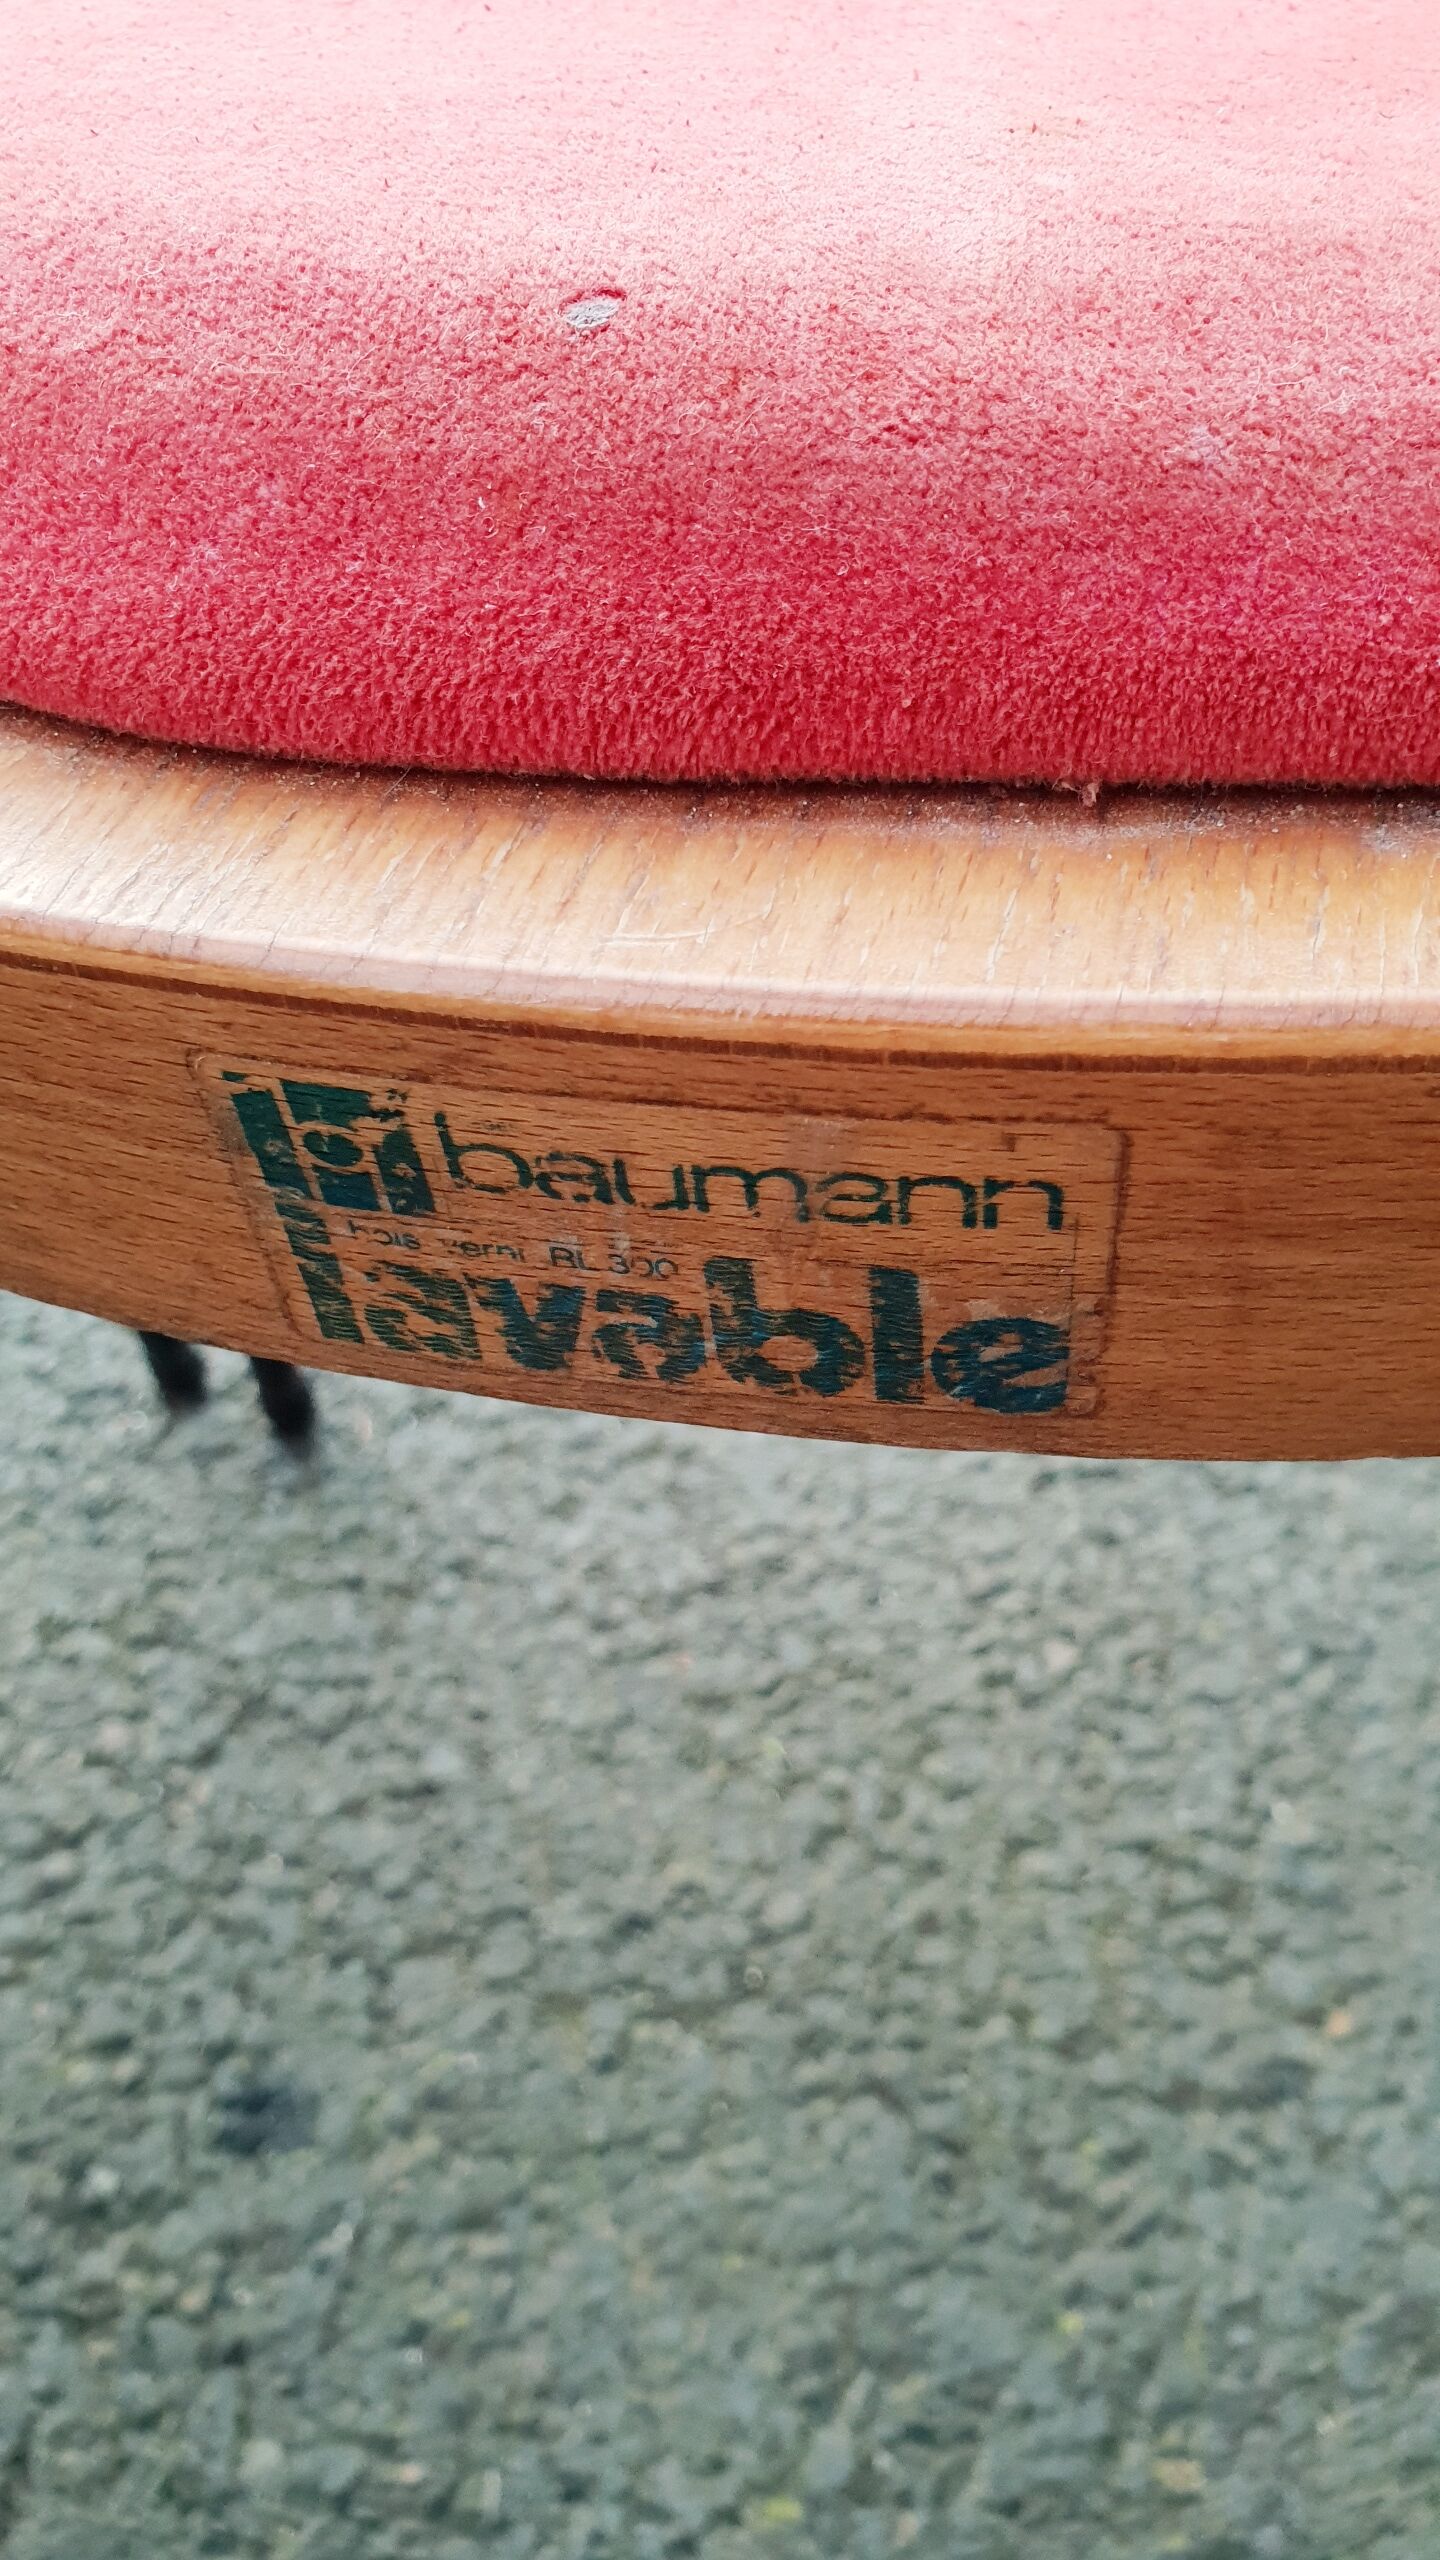 baumann
bois verni RL 300
lavable